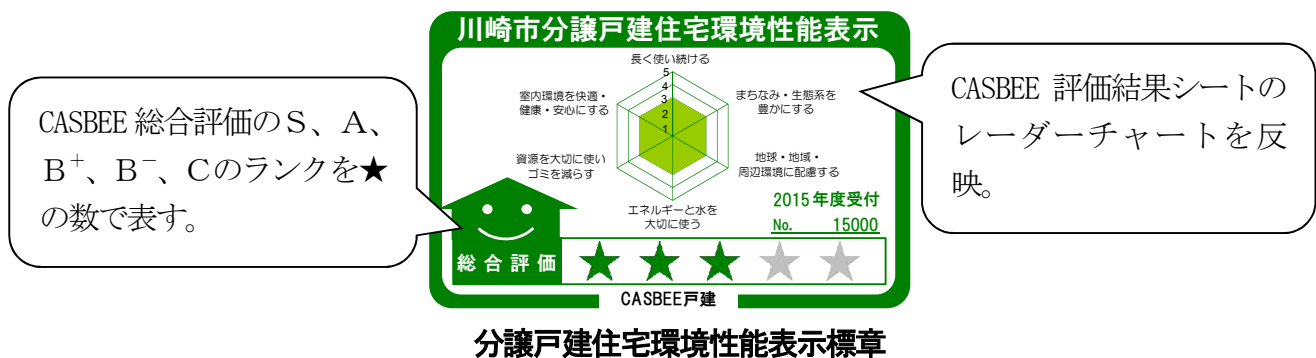 川崎市分譲戸建住宅環境性能表示
CASBEE 総合評価のＳ、Ａ、
Ｂ⁺、Ｂ⁻、Ｃのランクを★
の数で表す。
長く使い続ける
5
4
3
2
1
室内環境を快適・
健康・安心にする
まちなみ・生態系を
豊かにする
資源を大切に使い
ゴミを減らす
地球・地域・
周辺環境に配慮する
エネルギーと水を
大切に使う
2015年度受付
No. 15000
総合評価 ★★★★★
CASBEE戸建
CASBEE 評価結果シートの
レーダーチャートを反
映。
分譲戸建住宅環境性能表示標章